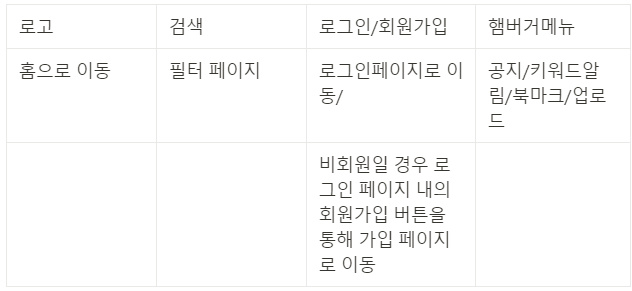 로고
검색
로그인/회원가입
햄버거메뉴
홈으로 이동
필터 페이지
로그인페이지로 이
동/
공지/키워드알
림/북마크/업로
드
비회원일 경우 로
그인 페이지 내의
회원가입 버튼을
통해 가입 페이지
로 이동